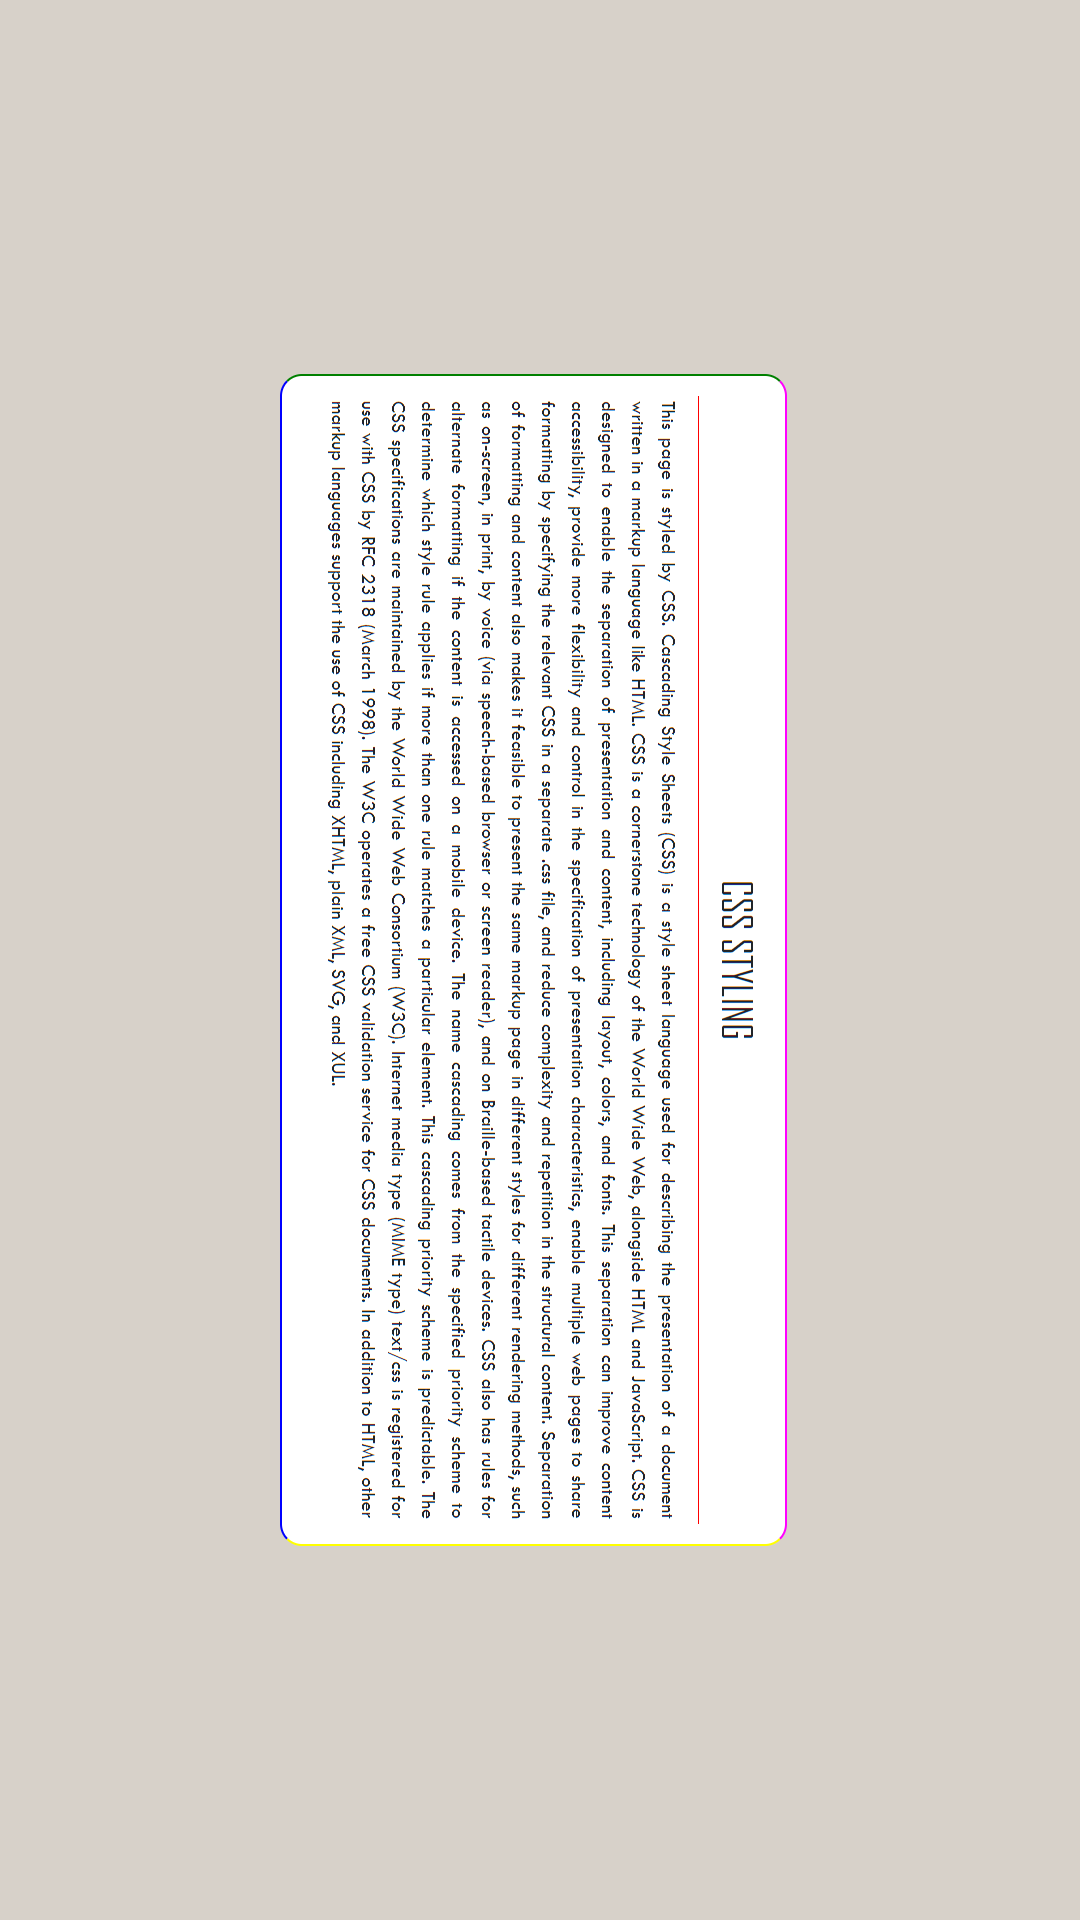 CSS STYLING
This page is styled by CSS. Cascading Style Sheets (CSS) is a style sheet language used for describing the presentation of a document
written in a markup language like HTML. CSS is a cornerstone technology of the World Wide Web, alongside HTML and JavaScript. CSS is
designed to enable the separation of presentation and content, including layout, colors, and fonts. This separation can improve content
accessibility, provide more flexibility and control in the specification of presentation characteristics, enable multiple web pages to share
formatting by specifying the relevant CSS in a separate .css file, and reduce complexity and repetition in the structural content. Separation
of formatting and content also makes it feasible to present the same markup page in different styles for different rendering methods, such
as on-screen, in print, by voice (via speech-based browser or screen reader), and on Braille-based tactile devices. CSS also has rules for
alternate formatting if the content is accessed on a mobile device. The name cascading comes from the specified priority scheme to
determine which style rule applies if more than one rule matches a particular element. This cascading priority scheme is predictable. The
CSS specifications are maintained by the World Wide Web Consortium (W3C). Internet media type (MIME type) text/css is registered for
use with CSS by RFC 2318 (March 1998). The W3C operates a free CSS validation service for CSS documents. In addition to HTML, other
markup languages support the use of CSS including XHTML, plain XML, SVG, and XUL.